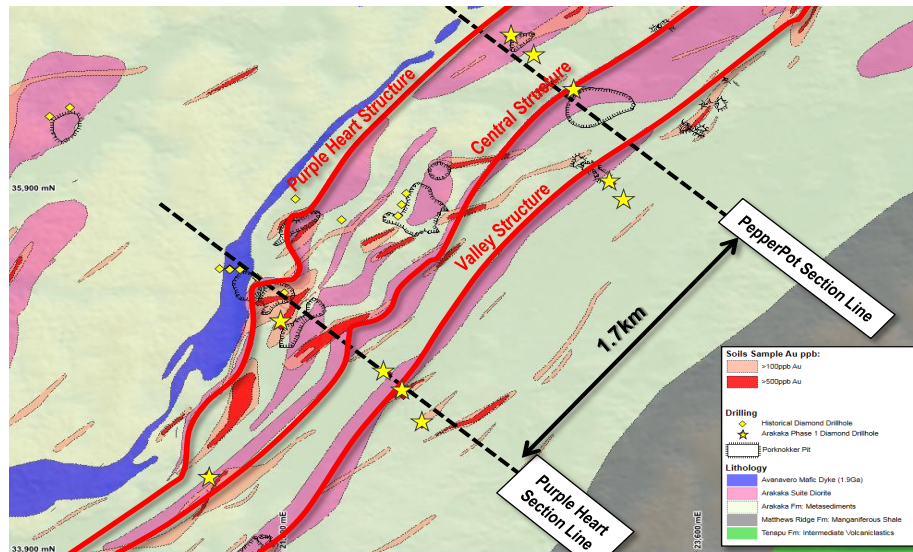 Purple Heart Structure
Central Structure
Valley Structure
35,900 mN
PepperPot Section Line
1.7km
Purple Heart
Section Line
33,900 mN
23,600 mE
Soils Sample Au ppb:
>100ppb Au
>500ppb Au
Drilling
Historical Diamond Drillhole
Arakaka Phase 1 Diamond Drillhole
Porknokker Pit
Lithology
Avanavero Mafic Dyke (1.9Ga)
Arakaka Suite Diorite
Arakaka Fm: Metasediments
Matthews Ridge Fm: Manganiferous Shale
Tenapu Fm: Intermediate Volcaniclastics